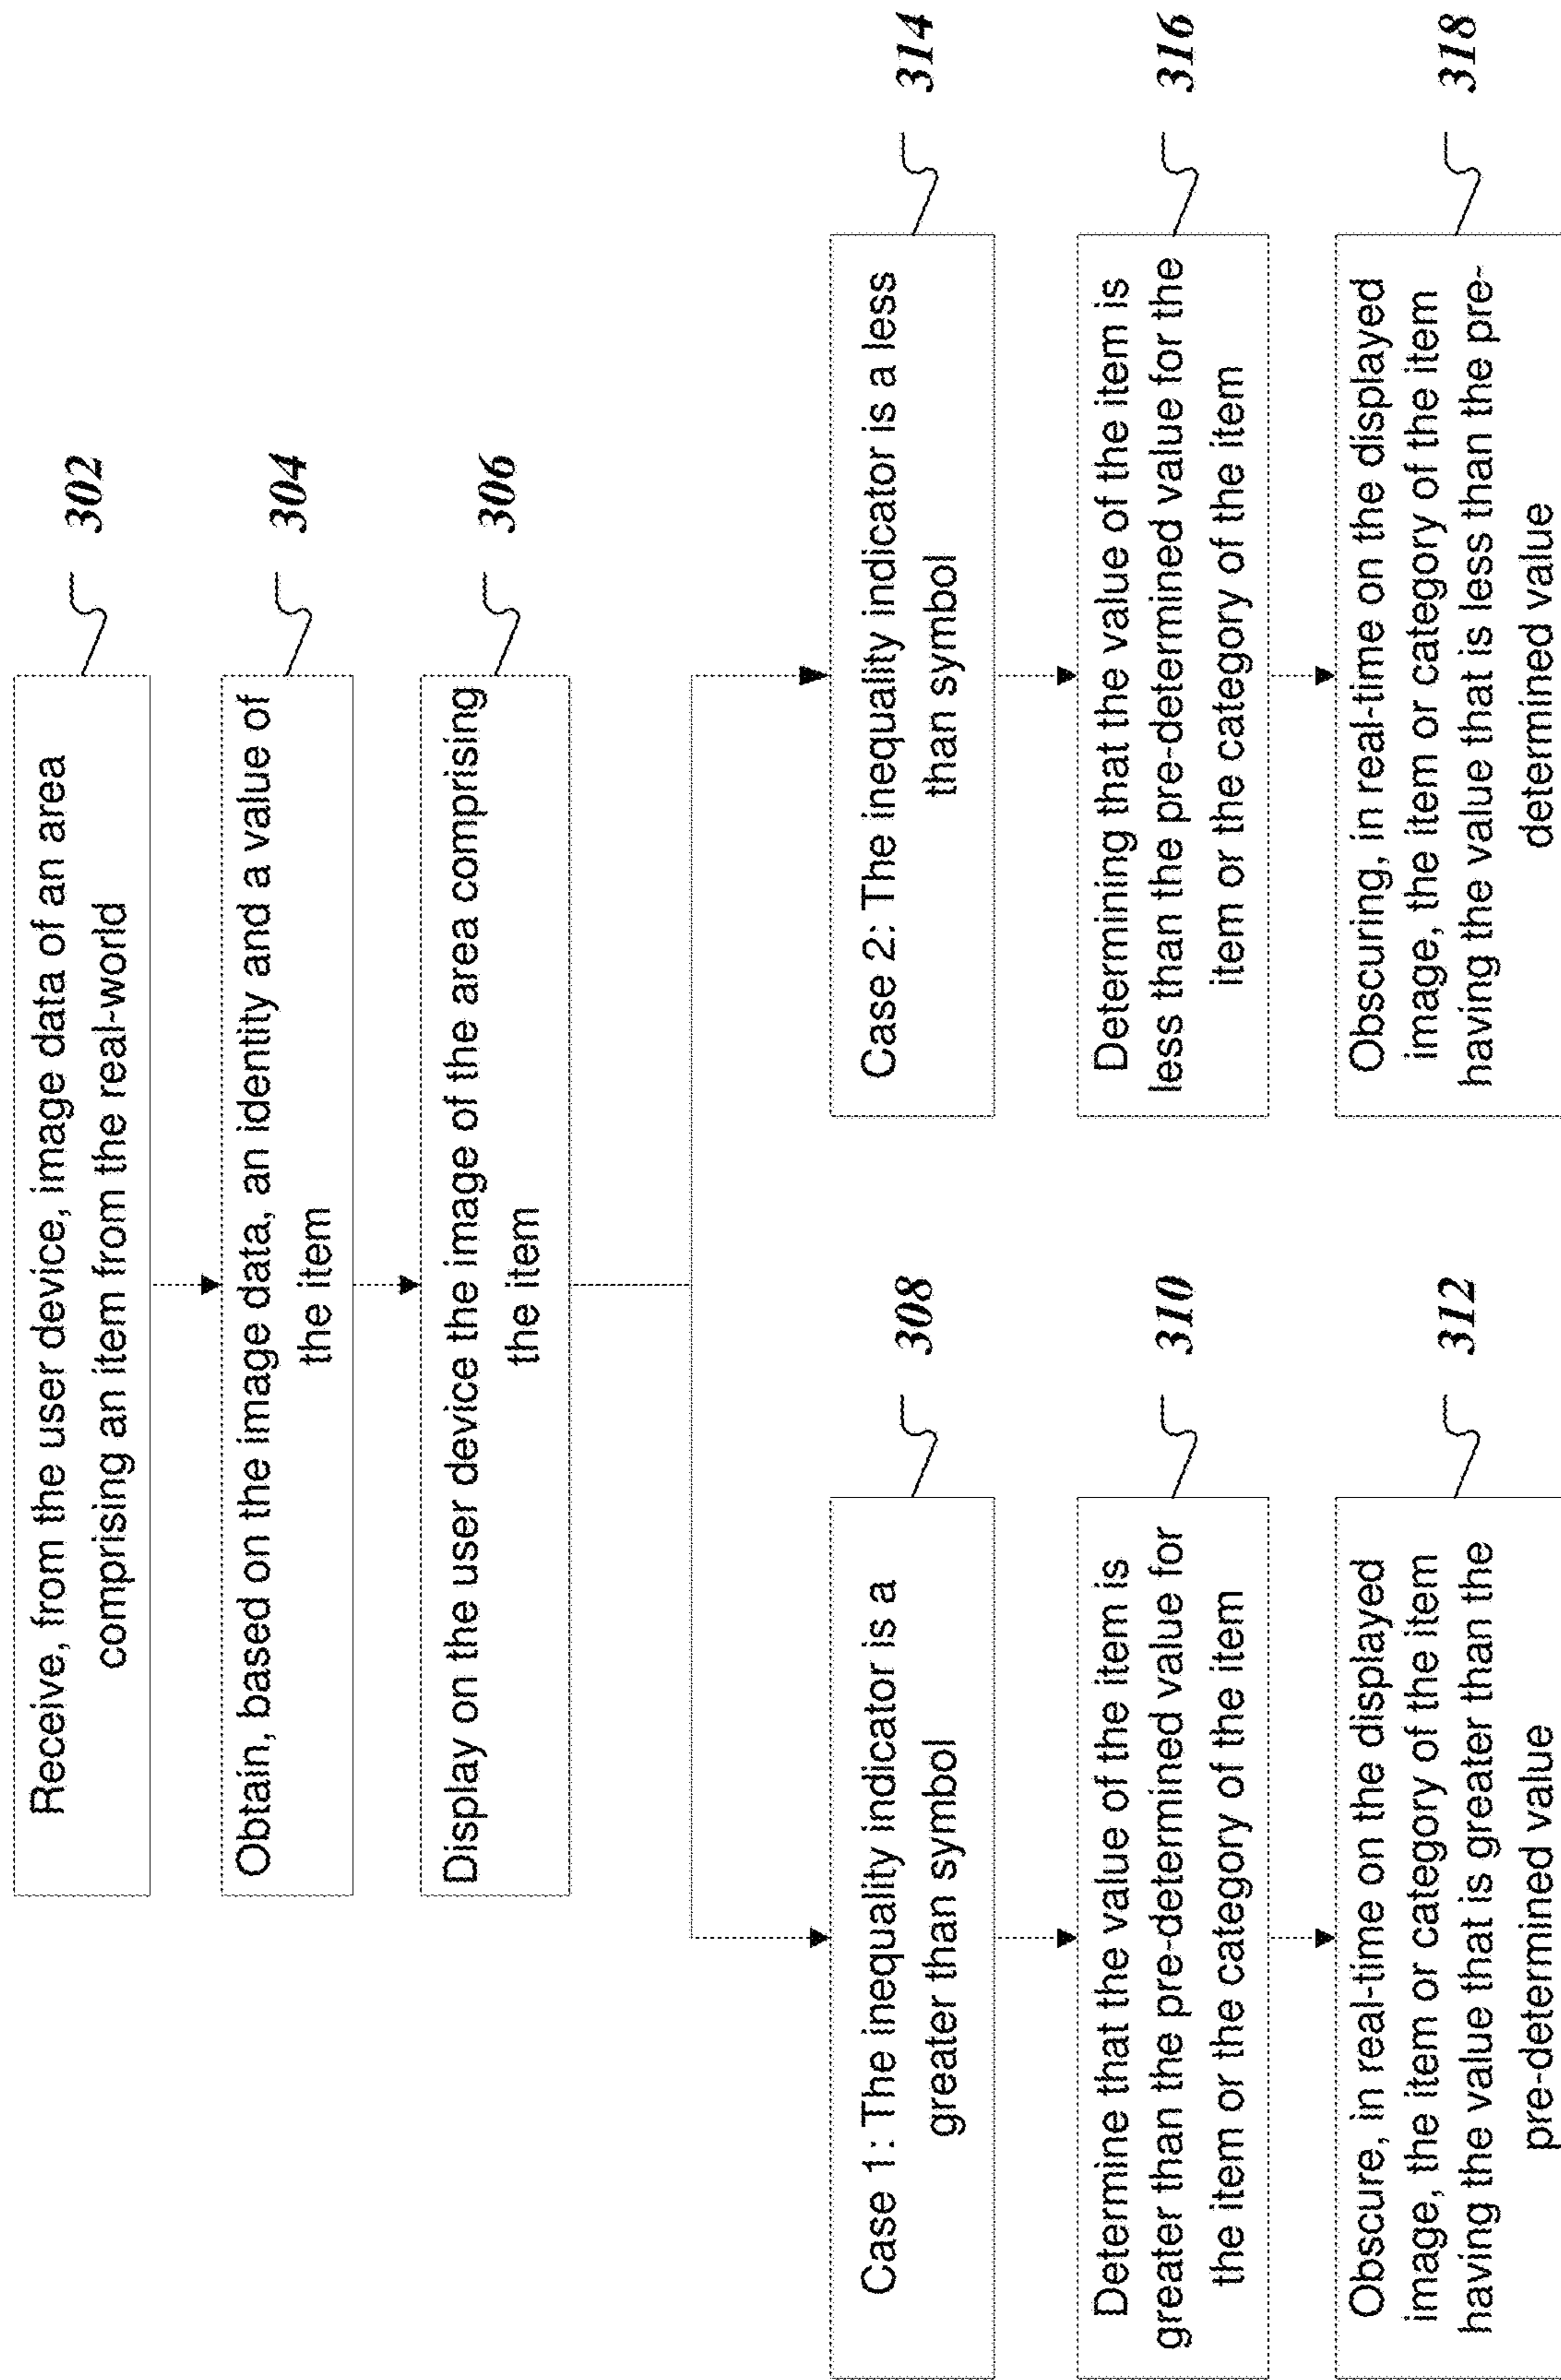 Receive, from the user device, image data of an area
comprising an item from the real-world
302
Obtain, based on the image data, an identity and a value of
the item
304
Display on the user device the image of the area comprising
the item
306
Case 1: The inequality indicator is a
greater than symbol
308
Determine that the value of the item is
greater than the pre-determined value for
the item or the category of the item
310
Obscure, in real-time on the displayed
image, the item or category of the item
having the value that is greater than the
pre-determined value
312
Case 2: The inequality indicator is a less
than symbol
314
Determining that the value of the item is
less than the pre-determined value for the
item or the category of the item
316
Obscuring, in real-time on the displayed
image, the item or category of the item
having the value that is less than the pre-
determined value
318